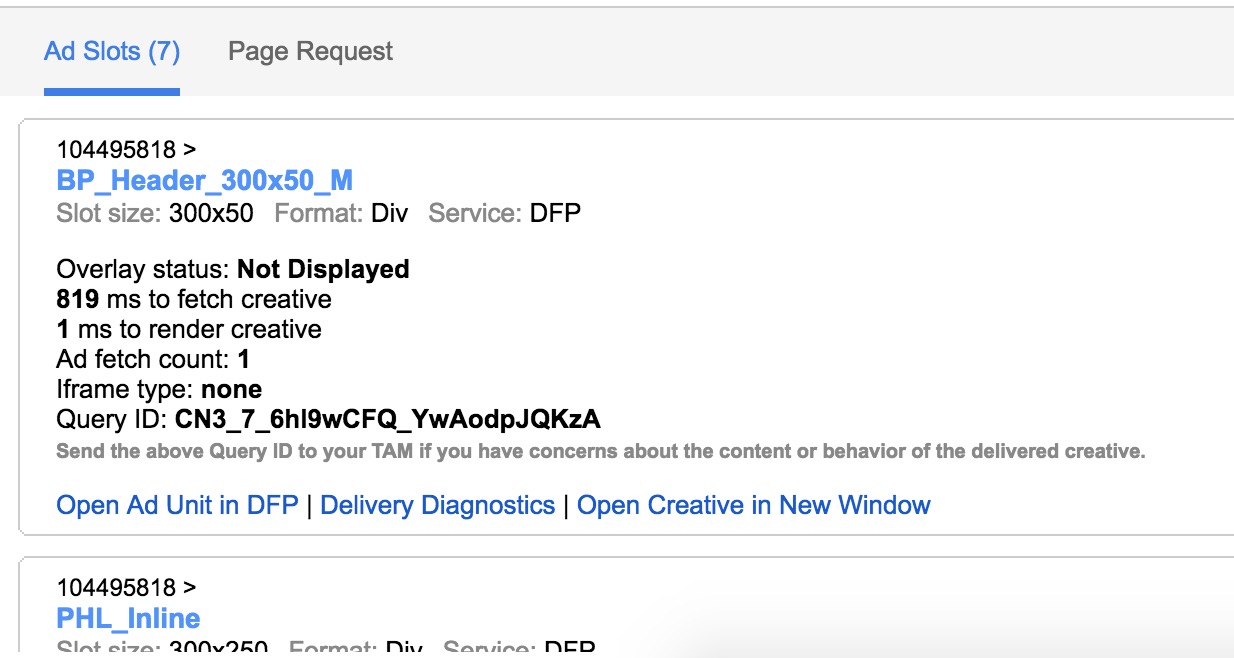 Ad Slots (7) Page Request
104495818 >
BP_Header_300x50_M
Slot size: 300x50 Format: Div Service: DFP
Overlay status: Not Displayed
819 ms to fetch creative
1 ms to render creative
Ad fetch count: 1
Iframe type: none
Query ID: CN3_7_6hl9wCFQ_YwAodpJQKzA
Send the above Query ID to your TAM if you have concerns about the content or behavior of the delivered creative.
Open Ad Unit in DFP | Delivery Diagnostics | Open Creative in New Window
104495818 >
PHL_Inline
Slot size: 300x250 Format: Div Service: DFP